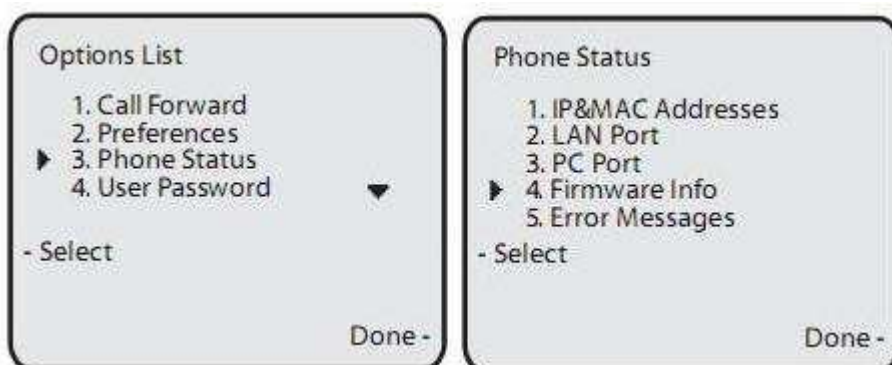 Options List
1. Call Forward
2. Preferences
3. Phone Status
4. User Password
- Select
Done -
Phone Status
1. IP&MAC Addresses
2. LAN Port
3. PC Port
4. Firmware Info
5. Error Messages
- Select
Done -